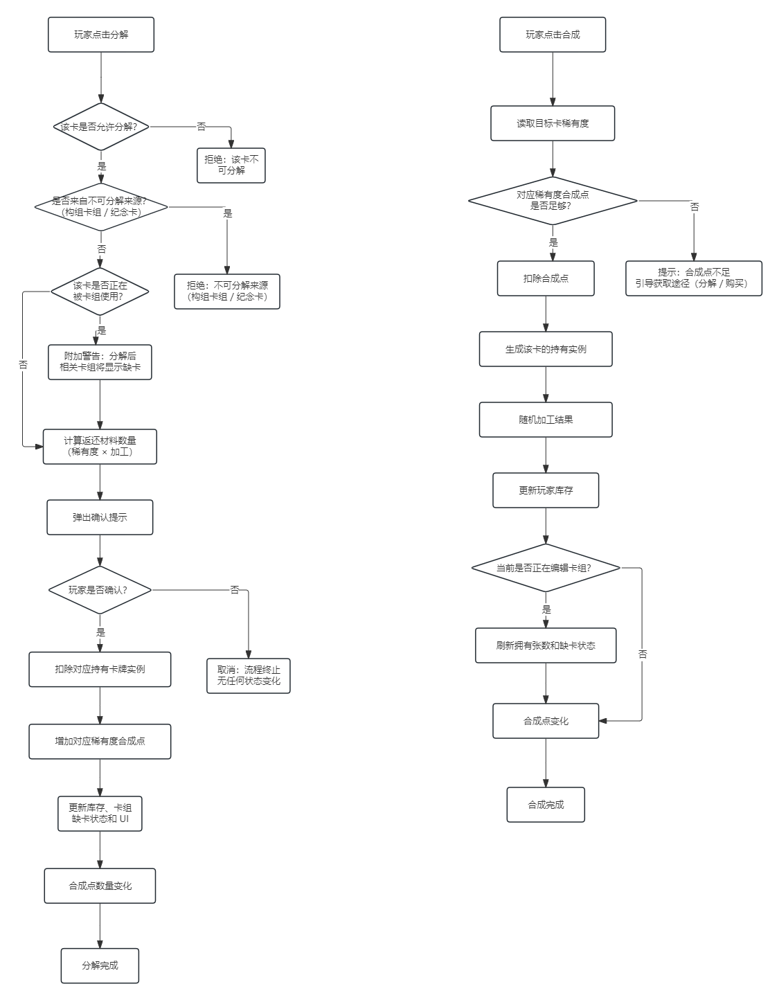 玩家点击分解
该卡是否允许分解？
否
拒绝：该卡不
可分解
是
是否来自不可分解来源？
（构组卡组 / 纪念卡）
是
拒绝：不可分解来源
（构组卡组 / 纪念卡）
否
该卡是否正在
被卡组使用？
是
否
附加警告：分解后
相关卡组将显示缺卡
计算返还材料数量
（稀有度 × 加工）
弹出确认提示
玩家是否确认？
否
取消：流程终止
无任何状态变化
是
扣除对应持有卡牌实例
增加对应稀有度合成点
更新库存、卡组
缺卡状态和 UI
合成点数量变化
分解完成
玩家点击合成
读取目标卡稀有度
对应稀有度合成点
是否足够？
否
提示：合成点不足
引导获取途径（分解 / 购买）
是
扣除合成点
生成该卡的持有实例
随机加工结果
更新玩家库存
当前是否正在编辑卡组？
是
否
刷新拥有张数和缺卡状态
合成点变化
合成完成